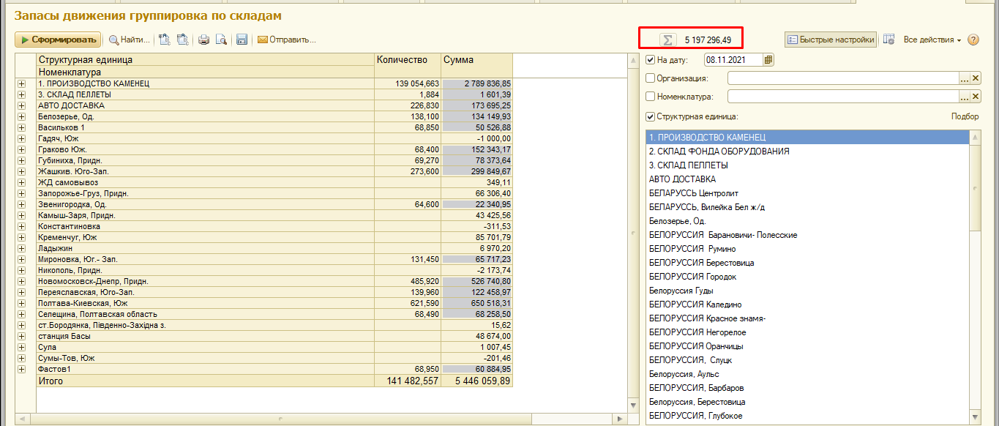 Запасы движения группировка по складам
Сформировать Найти... Отправить... Σ 5 197 296,49 Быстрые настройки Все действия ?
Структурная единица Количество Сумма
Номенклатура
1. ПРОИЗВОДСТВО КАМЕНЕЦ 139 054,663 2 789 836,85
3. СКЛАД ПЕЛЛЕТЫ 1,884 1 601,39
АВТО ДОСТАВКА 226,830 173 695,25
Белозерье, Од. 138,100 134 149,93
Васильков 1 68,850 50 526,88
Гадяч, Юж -1 000,00
Граково Юж. 68,400 152 343,17
Губиниха, Придн. 69,270 78 373,64
Жашкив. Юго-Зап. 273,600 299 849,67
ЖД самовывоз 349,11
Запорожье-Груз, Придн. 66 306,40
Звенигородка, Од. 64,600 22 340,95
Камыш-Заря, Придн. 43 425,56
Константиновка -311,53
Кременчуг, Юж 85 701,79
Ладыжин 6 970,20
Мироновка, Юг.- Зап. 131,450 65 717,23
Никополь, Придн. -2 173,74
Новомосковск-Днепр, Придн. 485,920 526 740,80
Переяславская, Юго-Зап. 139,960 122 458,97
Полтава-Киевская, Юж 621,590 650 518,31
Селещина, Полтавская область 68,490 68 258,50
ст.Бородянка, Південно-Західна з. 15,62
станция Басы 48 674,00
Сула 1 007,45
Сумы-Тов, Юж -201,46
Фастов1 68,950 60 884,95
Итого 141 482,557 5 446 059,89
На дату: 08.11.2021
Организация: ...
Номенклатура: ...
Структурная единица: Подбор
1. ПРОИЗВОДСТВО КАМЕНЕЦ
2. СКЛАД ФОНДА ОБОРУДОВАНИЯ
3. СКЛАД ПЕЛЛЕТЫ
АВТО ДОСТАВКА
БЕЛАРУССЬ Центролит
БЕЛАРУССЬ, Вилейка Бел ж/д
Белозерье, Од.
БЕЛОРУССИЯ Барановичи- Полесские
БЕЛОРУССИЯ Румино
БЕЛОРУССИЯ Берестовица
БЕЛОРУССИЯ Городок
Белоруссия Гуды
БЕЛОРУССИЯ Каледино
БЕЛОРУССИЯ Красное знамя-
БЕЛОРУССИЯ Негорелое
БЕЛОРУССИЯ Оранчицы
БЕЛОРУССИЯ, Слуцк
Белоруссия, Аульс
БЕЛОРУССИЯ, Барбаров
Белоруссия, Берестовица
БЕЛОРУССИЯ, Глубокое